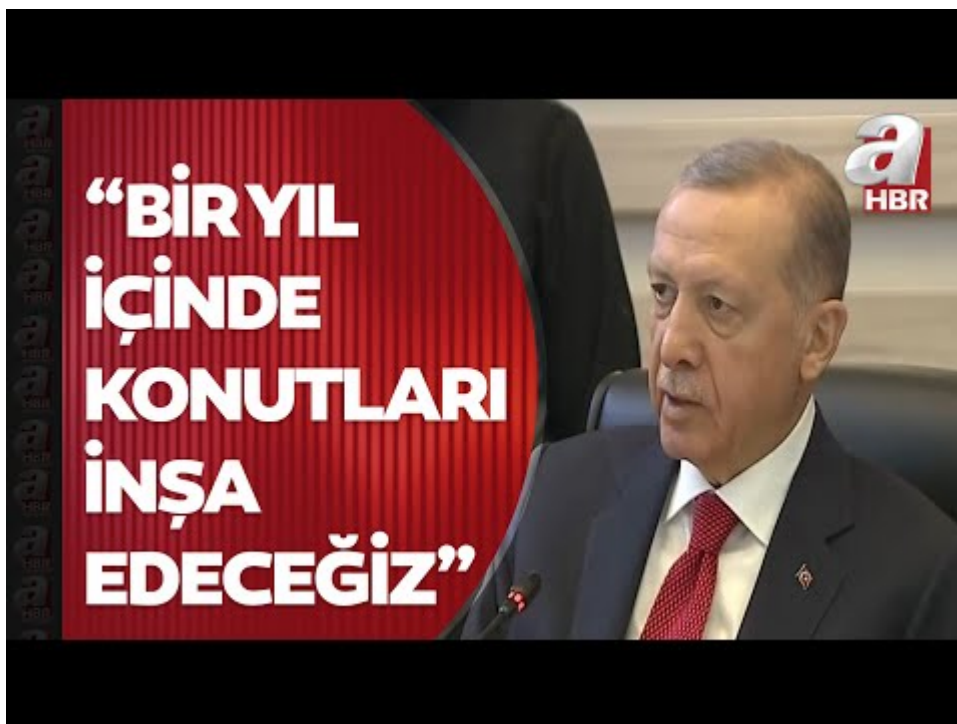 “BİR YIL
İÇİNDE
KONUTLARI
İNŞA
EDECEĞİZ”
a
HBR